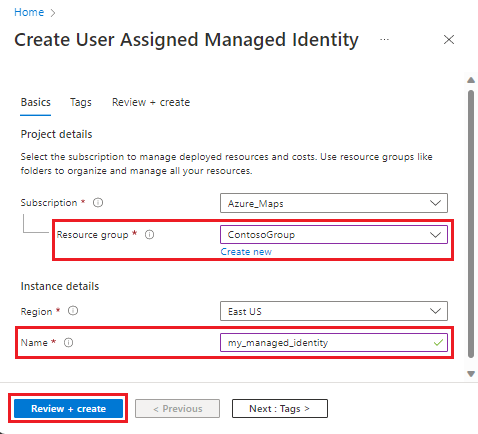 Home >
Create User Assigned Managed Identity ...
Basics Tags Review + create
Project details
Select the subscription to manage deployed resources and costs. Use resource groups like
folders to organize and manage all your resources.
Subscription * Azure_Maps
Resource group * ContosoGroup
Create new
Instance details
Region * East US
Name * my_managed_identity
Review + create < Previous Next : Tags >